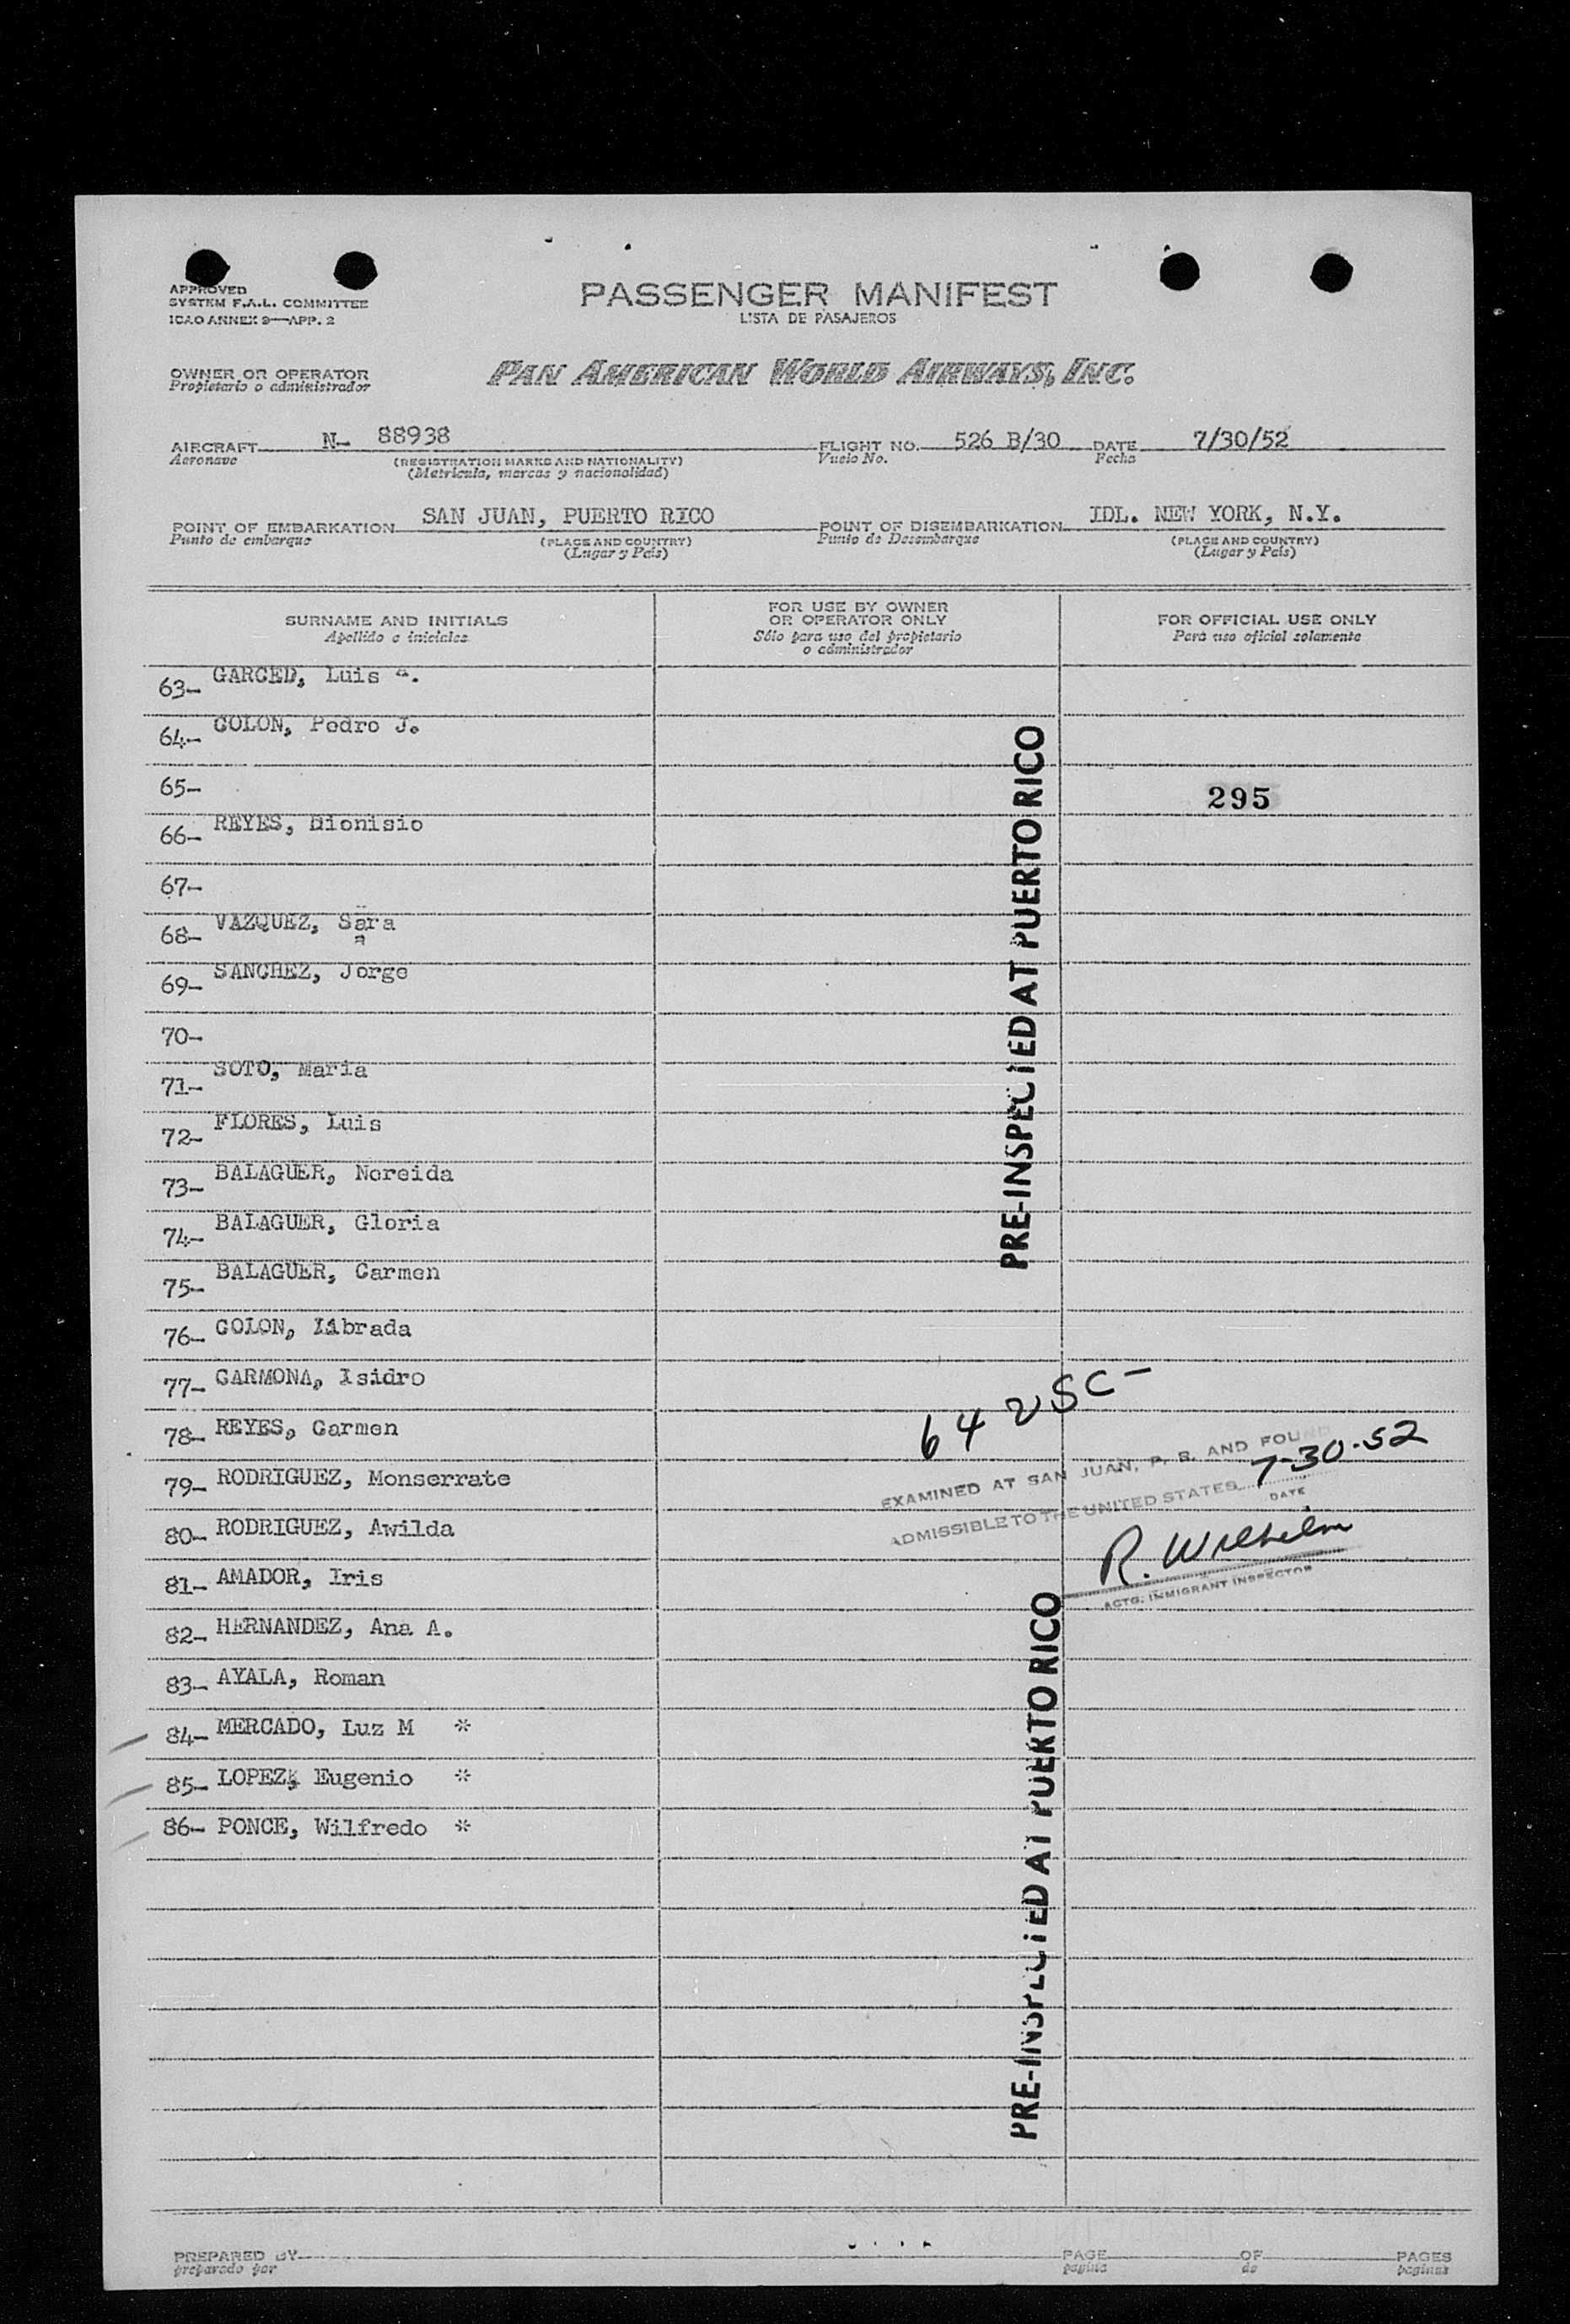 APPROVED
SYSTEM F.A.L. COMMITTEE
ICAO ANNEX 9—APP. 2
PASSENGER MANIFEST
LISTA DE PASAJEROS
OWNER OR OPERATOR
Propietario o administrador
PAN AMERICAN WORLD AIRWAYS, INC.
AIRCRAFT N- 88938 FLIGHT NO. 526 B/30 DATE 7/30/52
Aeronave (REGISTRATION MARKS AND NATIONALITY) Vuelo No. Fecha
(Matrícula, marcas y nacionalidad)
POINT OF EMBARKATION SAN JUAN, PUERTO RICO POINT OF DISEMBARKATION IDL. NEW YORK, N.Y.
Punto de embarque (PLACE AND COUNTRY) Punto de Desembarque (PLACE AND COUNTRY)
(Lugar y País) (Lugar y País)
SURNAME AND INITIALS FOR USE BY OWNER OR OPERATOR ONLY FOR OFFICIAL USE ONLY
Apellido e iniciales Sólo para uso del propietario o administrador Para uso oficial solamente
63- GARCED, Luis A.
64- COLON, Pedro J.
65-
295
66- REYES, Dionisio
67-
68- VAZQUEZ, Sara
a
69- SANCHEZ, Jorge
70-
71- SOTO, Maria
72- FLORES, Luis
73- BALAGUER, Noreida
74- BALAGUER, Gloria
75- BALAGUER, Carmen
PRE-INSPECTED AT PUERTO RICO
76- COLON, Librada
77- CARMONA, Isidro
64 USC-
78- REYES, Carmen
79- RODRIGUEZ, Monserrate
EXAMINED AT SAN JUAN, P. R. AND FOUND
ADMISSIBLE TO THE UNITED STATES 7-30-52
DATE
80- RODRIGUEZ, Awilda
R. Wilhelm
ACTG. IMMIGRANT INSPECTOR
81- AMADOR, Iris
82- HERNANDEZ, Ana A.
83- AYALA, Roman
84- MERCADO, Luz M *
85- LOPEZ, Eugenio *
86- PONCE, Wilfredo *
PRE-INSPECTED AT PUERTO RICO
PREPARED BY PAGE OF PAGES
preparado por pagina de paginas